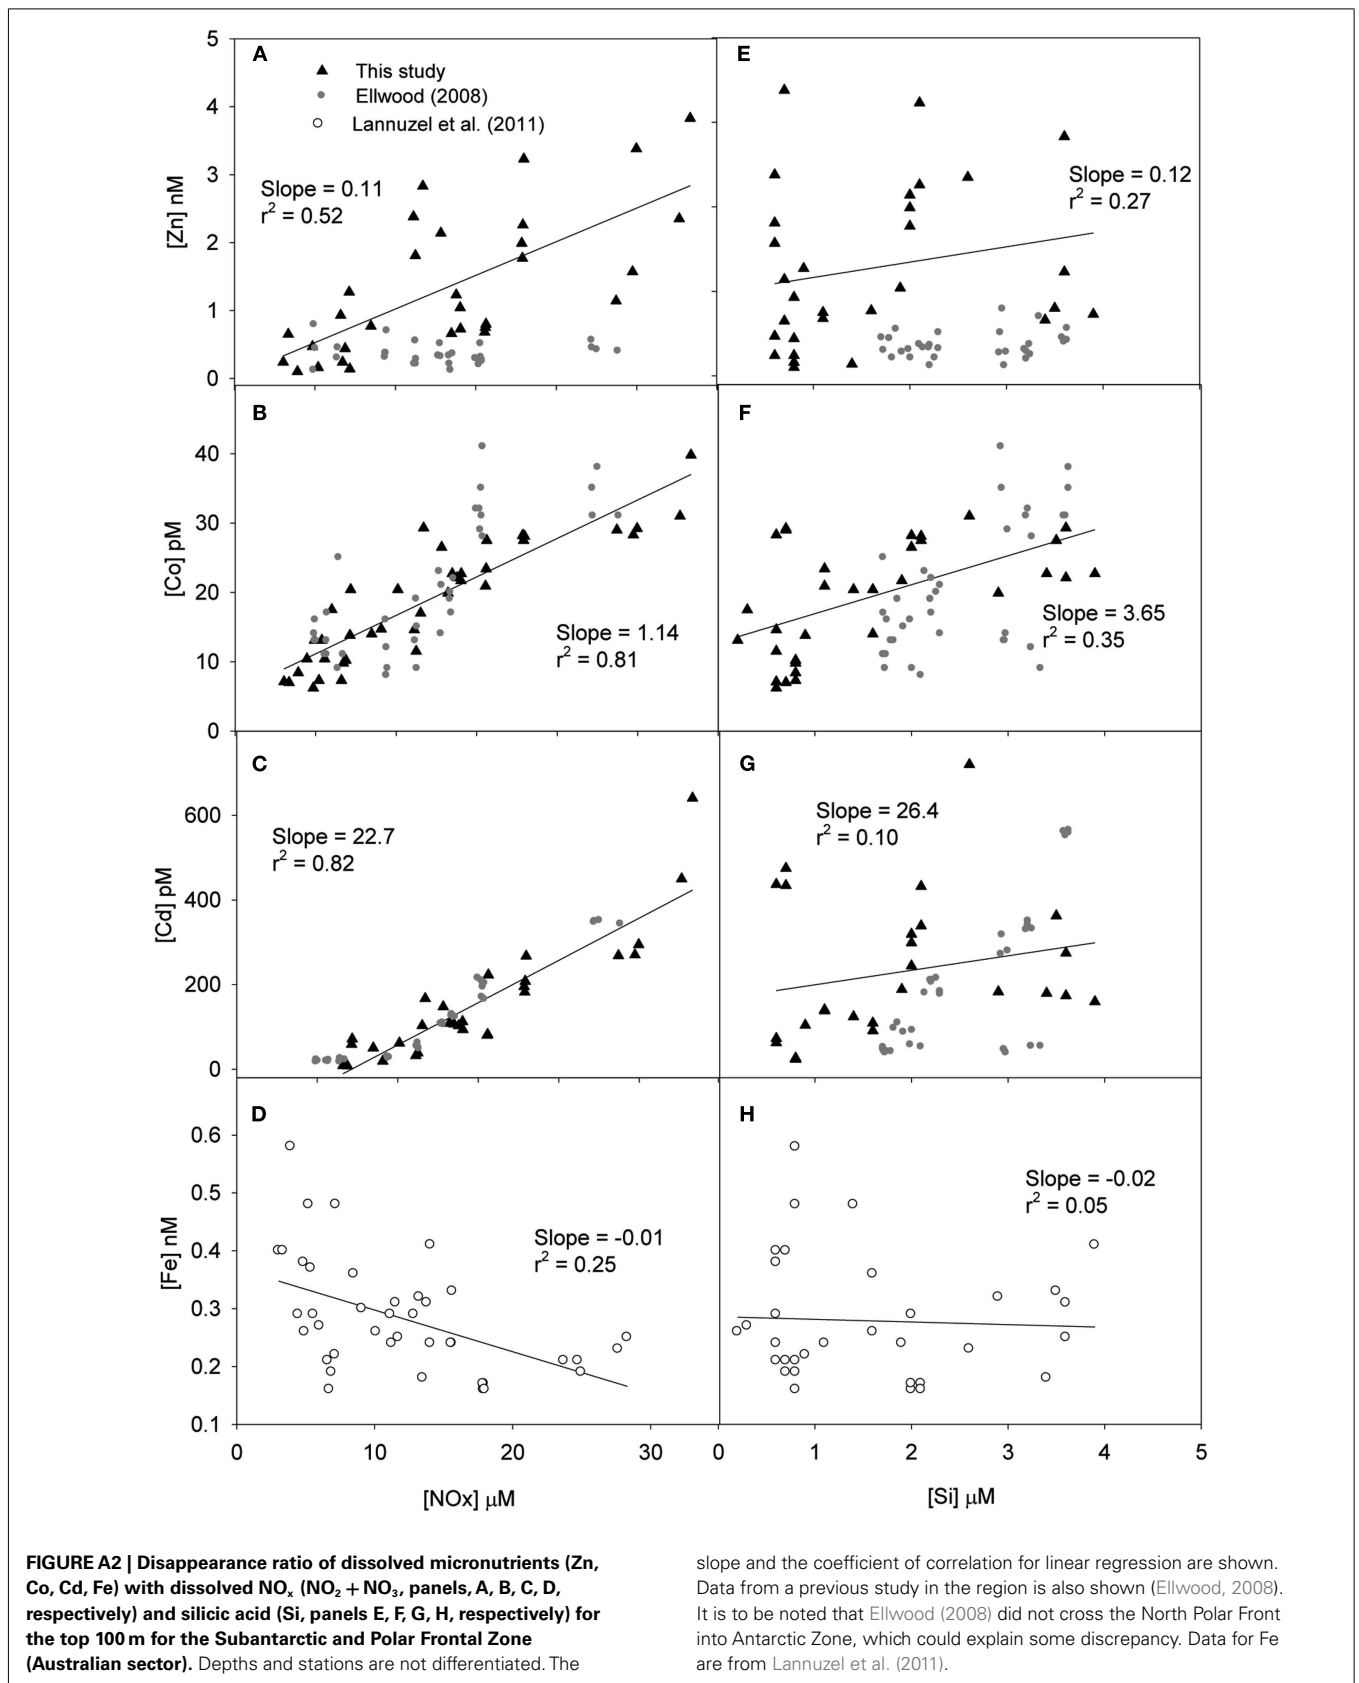 A
This study
Ellwood (2008)
Lannuzel et al. (2011)
Slope = 0.11
r² = 0.52
[Zn] nM
5
4
3
2
1
0
E
Slope = 0.12
r² = 0.27
B
Slope = 1.14
r² = 0.81
[Co] pM
40
30
20
10
0
F
Slope = 3.65
r² = 0.35
C
Slope = 22.7
r² = 0.82
[Cd] pM
600
400
200
0
G
Slope = 26.4
r² = 0.10
D
Slope = -0.01
r² = 0.25
[Fe] nM
0.6
0.5
0.4
0.3
0.2
0.1
H
Slope = -0.02
r² = 0.05
0 10 20 30
[NOx] µM
0 1 2 3 4 5
[Si] µM
FIGURE A2 | Disappearance ratio of dissolved micronutrients (Zn,
Co, Cd, Fe) with dissolved NOₓ (NO₂ + NO₃, panels, A, B, C, D,
respectively) and silicic acid (Si, panels E, F, G, H, respectively) for
the top 100 m for the Subantarctic and Polar Frontal Zone
(Australian sector). Depths and stations are not differentiated. The
slope and the coefficient of correlation for linear regression are shown.
Data from a previous study in the region is also shown (Ellwood, 2008).
It is to be noted that Ellwood (2008) did not cross the North Polar Front
into Antarctic Zone, which could explain some discrepancy. Data for Fe
are from Lannuzel et al. (2011).